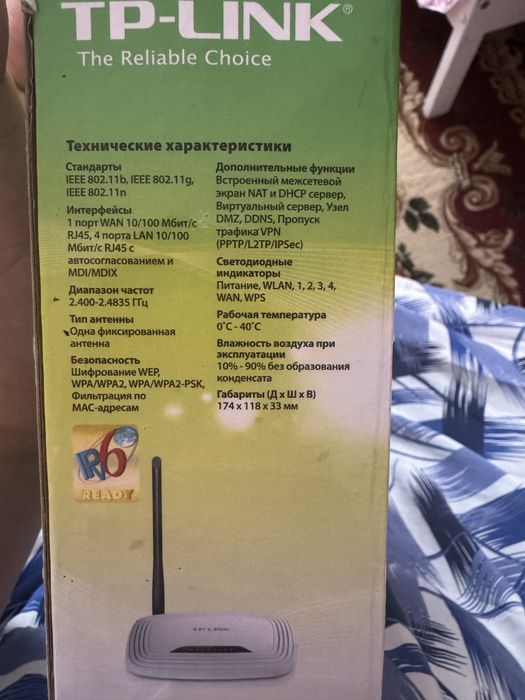 TP-LINK®
The Reliable Choice
Технические характеристики
Стандарты
IEEE 802.11b, IEEE 802.11g,
IEEE 802.11n
Интерфейсы
1 порт WAN 10/100 Мбит/с
RJ45, 4 порта LAN 10/100
Мбит/с RJ45 с
автосогласованием и
MDI/MDIX
Диапазон частот
2.400-2.4835 ГГц
Тип антенны
Одна фиксированная
антенна
Безопасность
Шифрование WEP,
WPA/WPA2, WPA/WPA2-PSK,
Фильтрация по
MAC-адресам
Дополнительные функции
Встроенный межсетевой
экран NAT и DHCP сервер,
Виртуальный сервер, Узел
DMZ, DDNS, Пропуск
трафика VPN
(PPTP/L2TP/IPSec)
Светодиодные
индикаторы
Питание, WLAN, 1, 2, 3, 4,
WAN, WPS
Рабочая температура
0˚C - 40˚C
Влажность воздуха при
эксплуатации
10% - 90% без образования
конденсата
Габариты (Д x Ш x В)
174 x 118 x 33 мм
IPv6
READY
TP-LINK